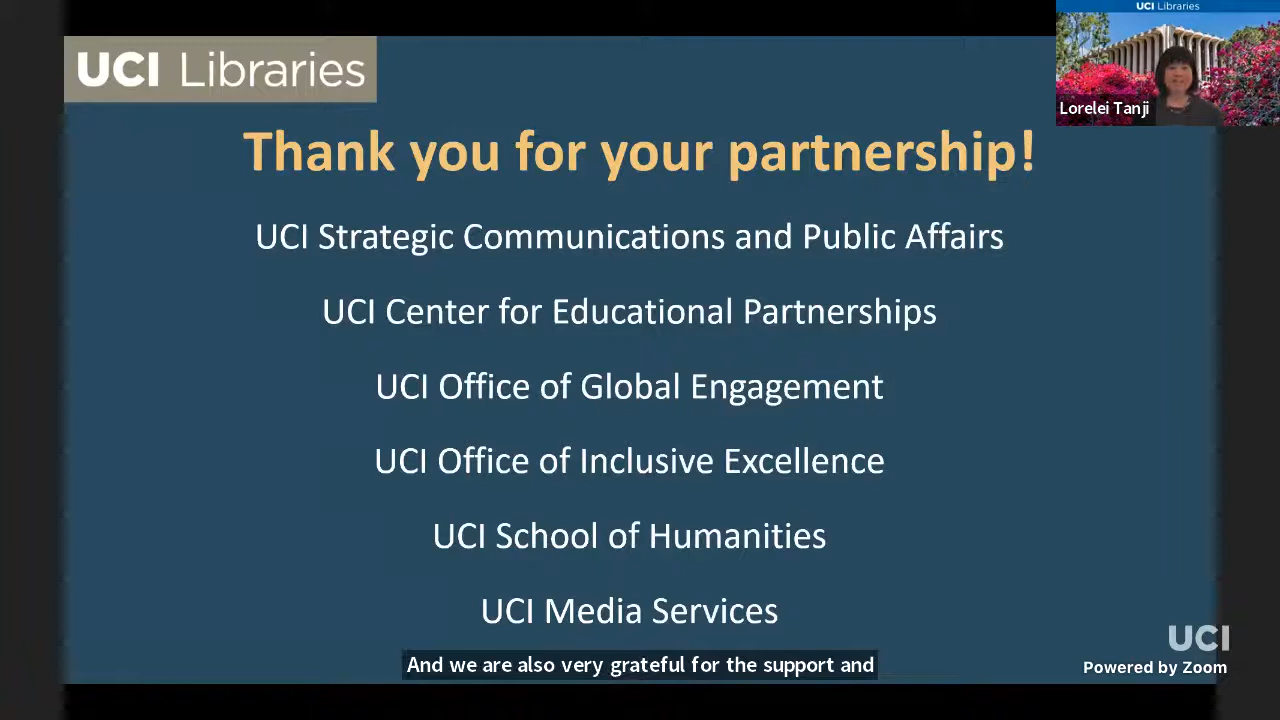 UCI Libraries
UCI Libraries
Lorelei Tanji
Thank you for your partnership!
UCI Strategic Communications and Public Affairs
UCI Center for Educational Partnerships
UCI Office of Global Engagement
UCI Office of Inclusive Excellence
UCI School of Humanities
UCI Media Services
UCI
And we are also very grateful for the support and
Powered by Zoom